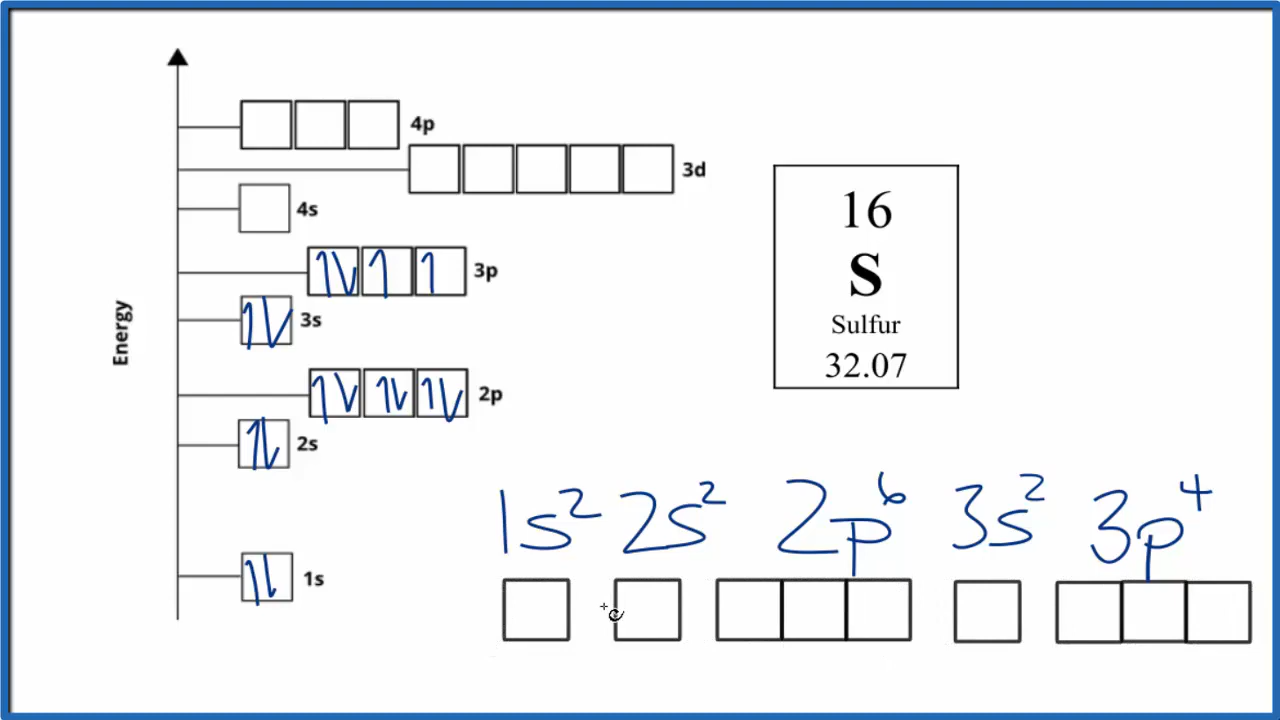 4p
3d
4s
3p
3s
Energy
2p
2s
1s
16
S
Sulfur
32.07
1s² 2s² 2p⁶ 3s² 3p⁴